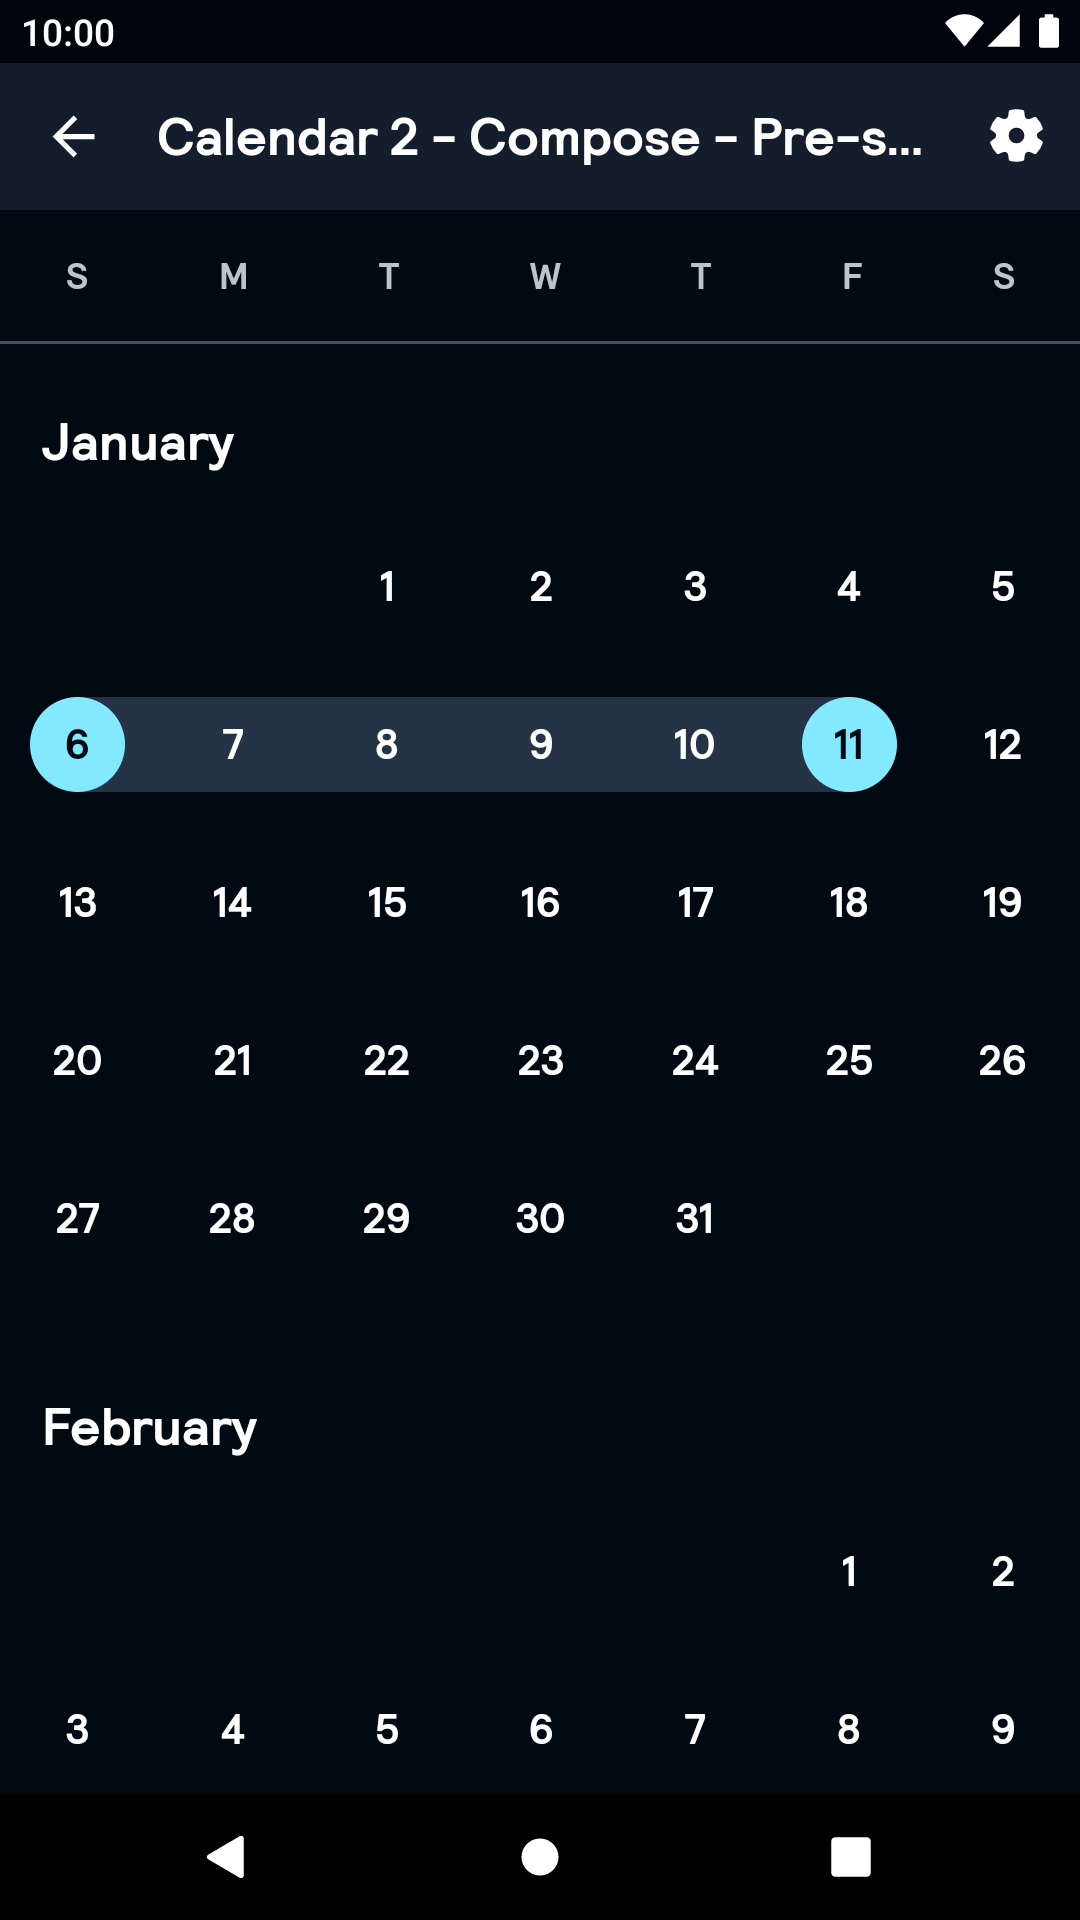 10:00
Calendar 2 - Compose - Pre-s...
S M T W T F S
January
1 2 3 4 5
6 7 8 9 10 11 12
13 14 15 16 17 18 19
20 21 22 23 24 25 26
27 28 29 30 31
February
1 2
3 4 5 6 7 8 9